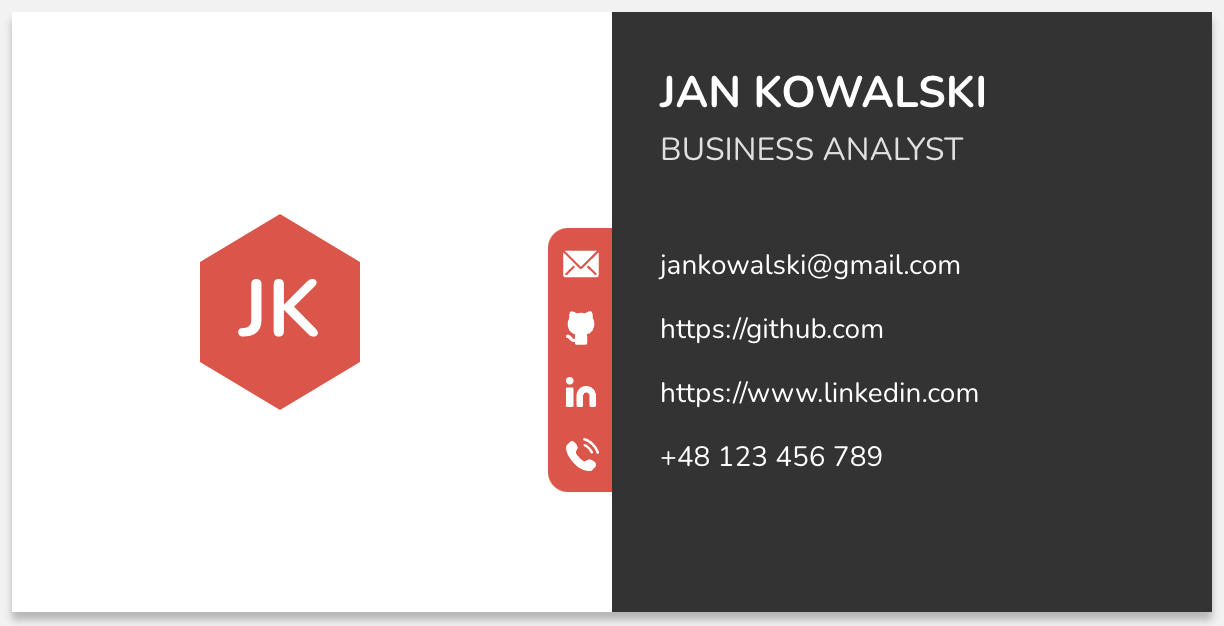 JK
JAN KOWALSKI
BUSINESS ANALYST
jankowalski@gmail.com
https://github.com
in
https://www.linkedin.com
+48 123 456 789